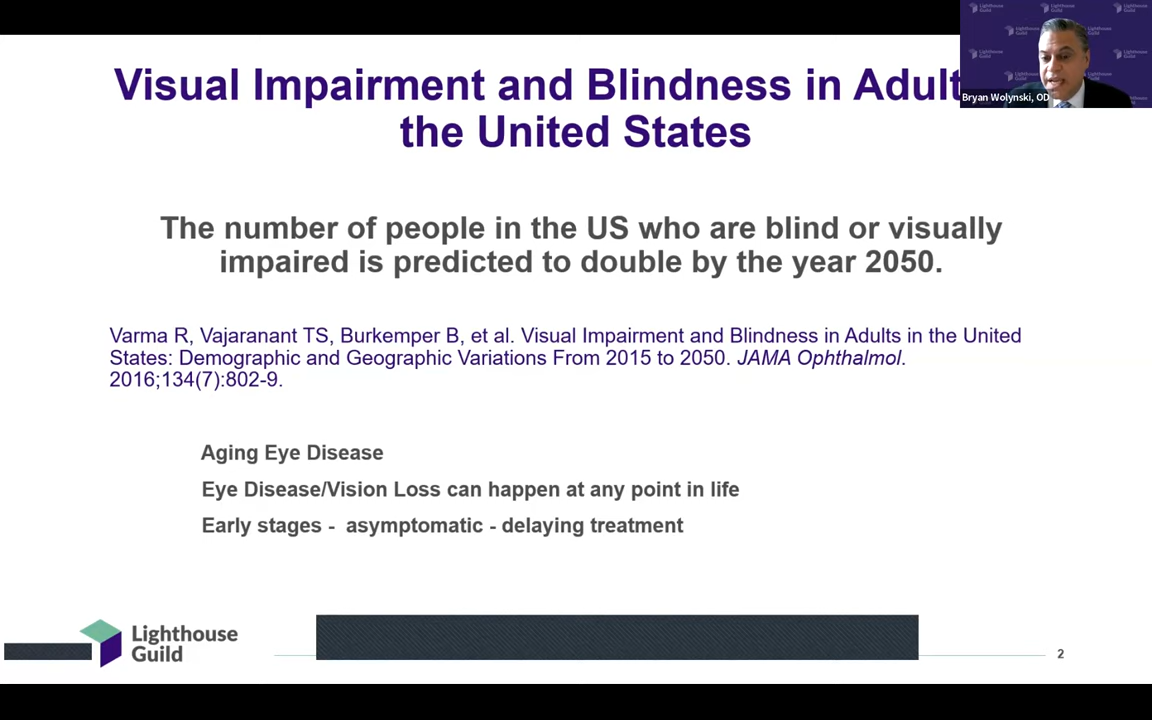 Visual Impairment and Blindness in Adult
the United States
Lighthouse
Guild
Bryan Wolynski, OD
The number of people in the US who are blind or visually
impaired is predicted to double by the year 2050.
Varma R, Vajaranant TS, Burkemper B, et al. Visual Impairment and Blindness in Adults in the United
States: Demographic and Geographic Variations From 2015 to 2050. JAMA Ophthalmol.
2016;134(7):802-9.
Aging Eye Disease
Eye Disease/Vision Loss can happen at any point in life
Early stages -  asymptomatic - delaying treatment
Lighthouse
Guild
2